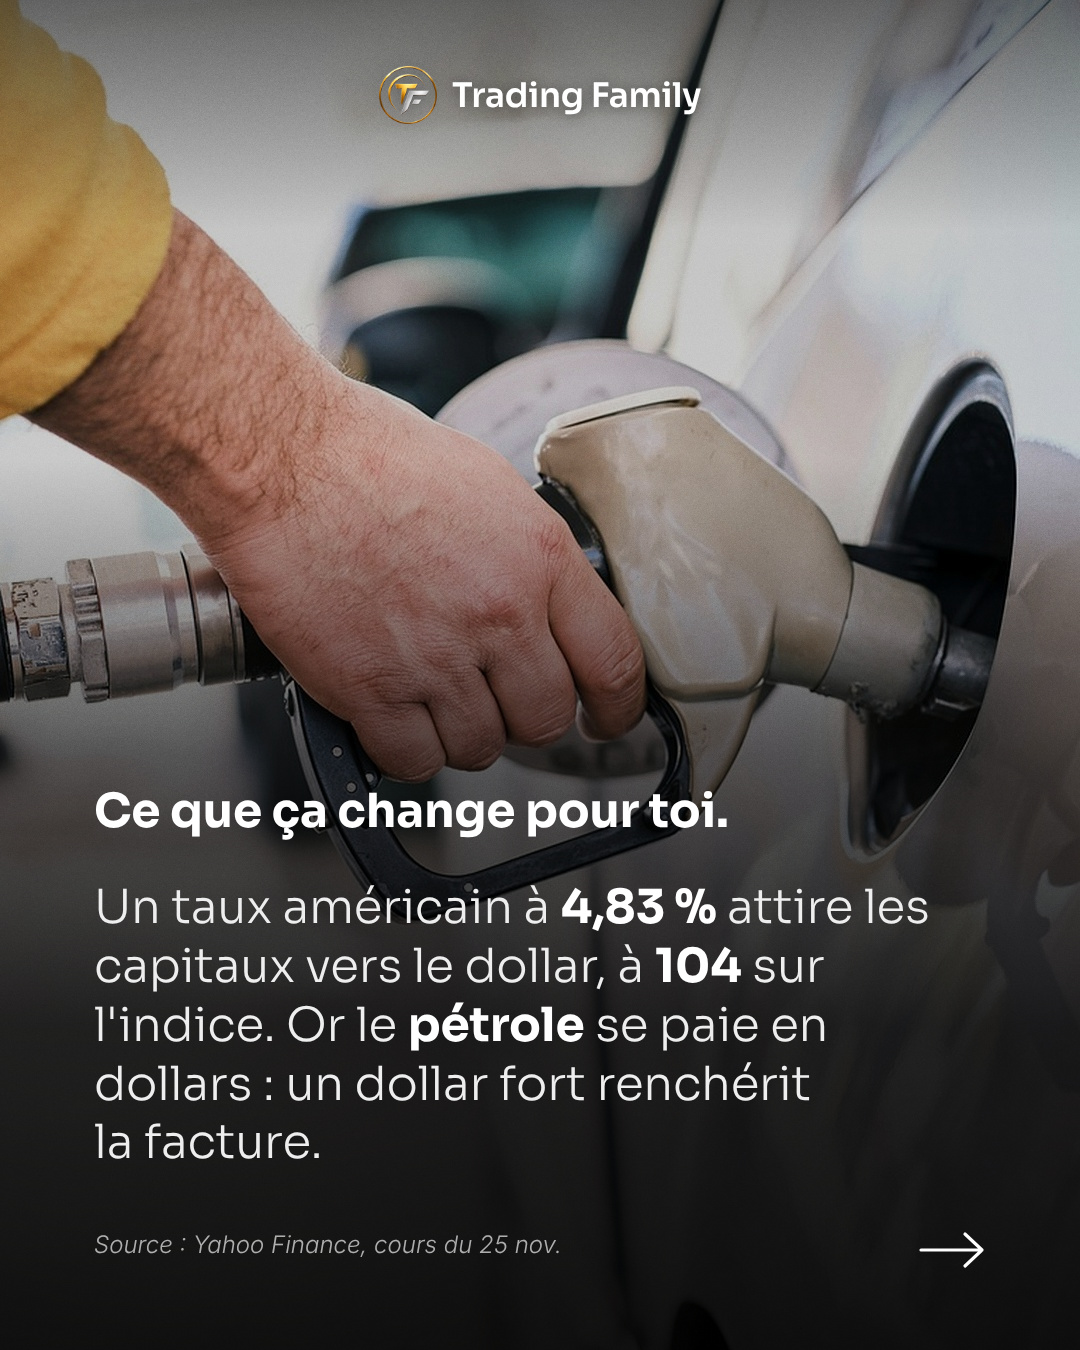 TF Trading Family
Ce que ça change pour toi.
Un taux américain à 4,83 % attire les
capitaux vers le dollar, à 104 sur
l'indice. Or le pétrole se paie en
dollars : un dollar fort renchérit
la facture.
Source : Yahoo Finance, cours du 25 nov.